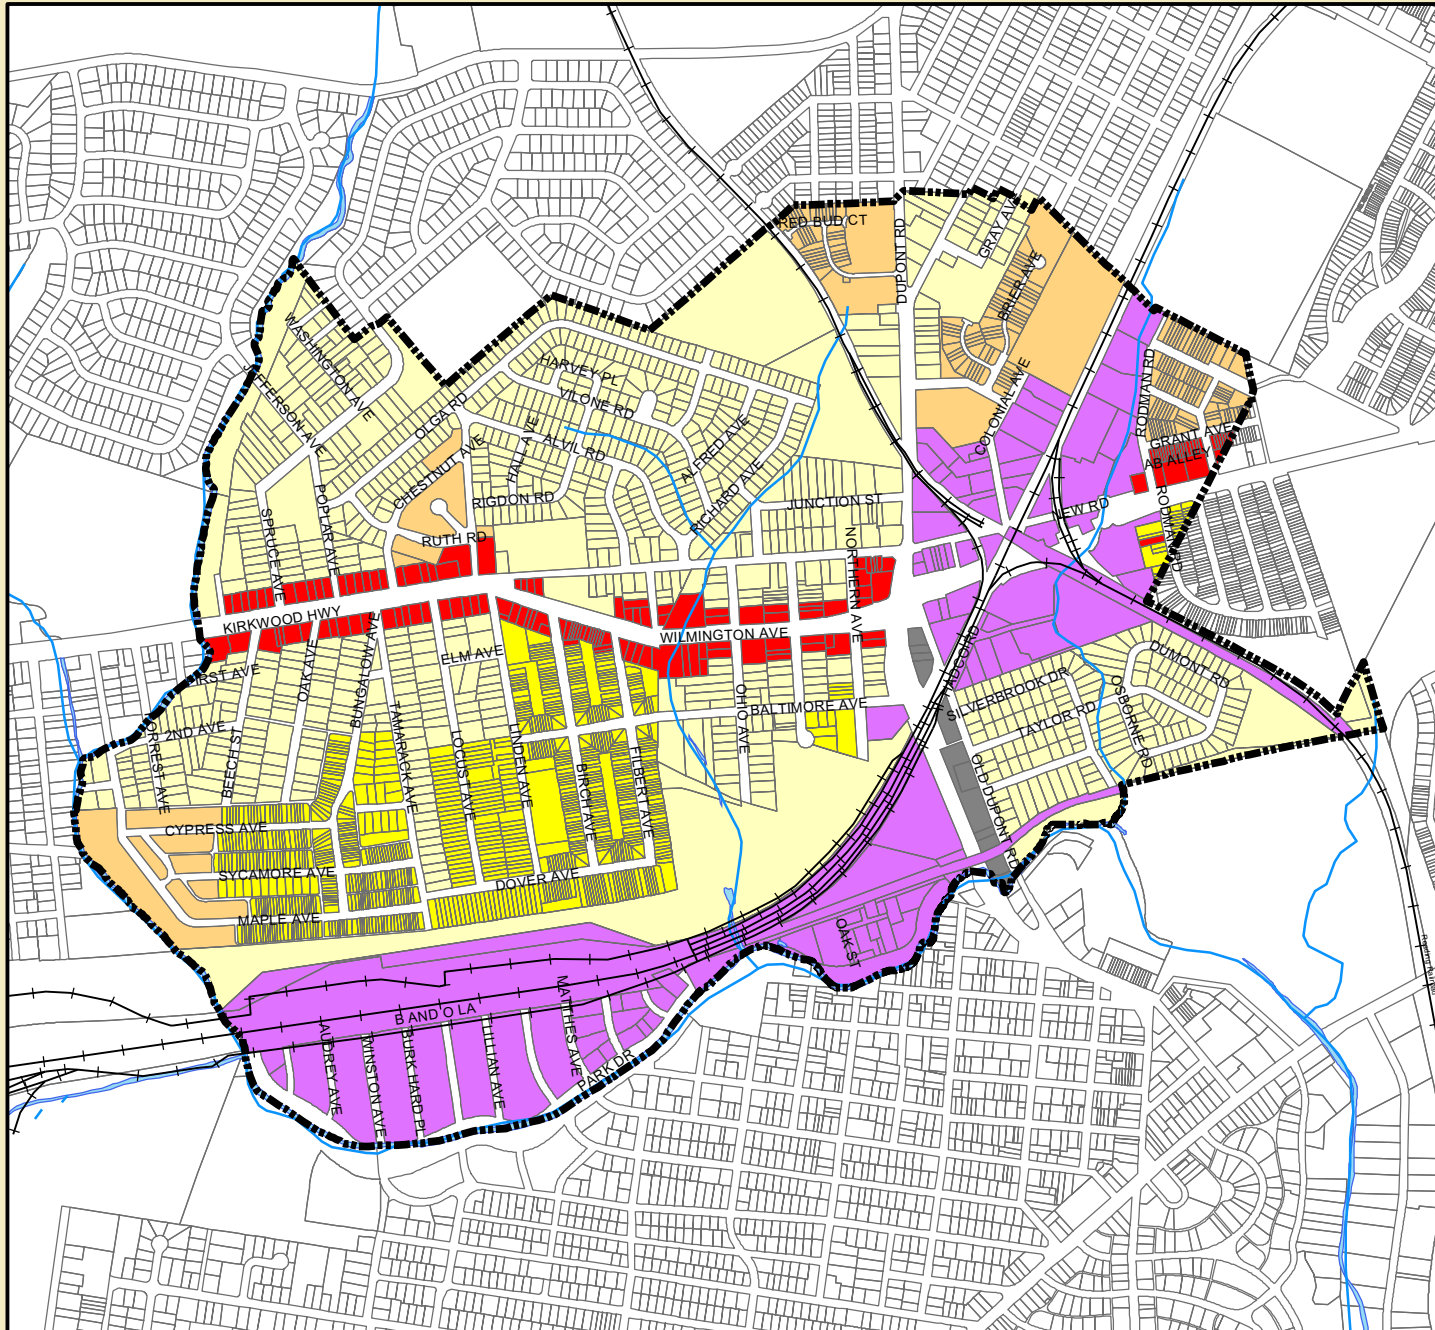 RED BUD CT
DUPONT RD
GRAY AV
BRIER AVE
WASHINGTON AVE
JEFFERSON AVE
HARVEY PL
VILONE RD
OLGA RD
ALVIL RD
HALL AVE
CHESTNUT AVE
ALFRED AVE
RICHARD AVE
COLONIAL AVE
RODMAN RD
GRANT AVE
AB ALLEY
RIGDON RD
JUNCTION ST
NEW RD
RODMAN RD
POPLAR AVE
SPRUCE AVE
RUTH RD
NORTHERN AVE
KIRKWOOD HWY
WILMINGTON AVE
FIRST AVE
OAK AVE
BUNGALOW AVE
ELM AVE
HADCO RD
DUMONT RD
SILVERBROOK DR
OSBORNE RD
TAYLOR RD
2ND AVE
FORREST AVE
BEECH ST
TAMARACK AVE
LOCUST AVE
LINDEN AVE
BIRCH AVE
FILBERT AVE
OHIO AVE
BALTIMORE AVE
OLD DUPONT RD
CYPRESS AVE
SYCAMORE AVE
MAPLE AVE
DOVER AVE
OAK ST
B AND O LA
MATTHES AVE
AUDREY AVE
WINSTON AVE
BURK HARD PL
LILLIAN AVE
PARK DR